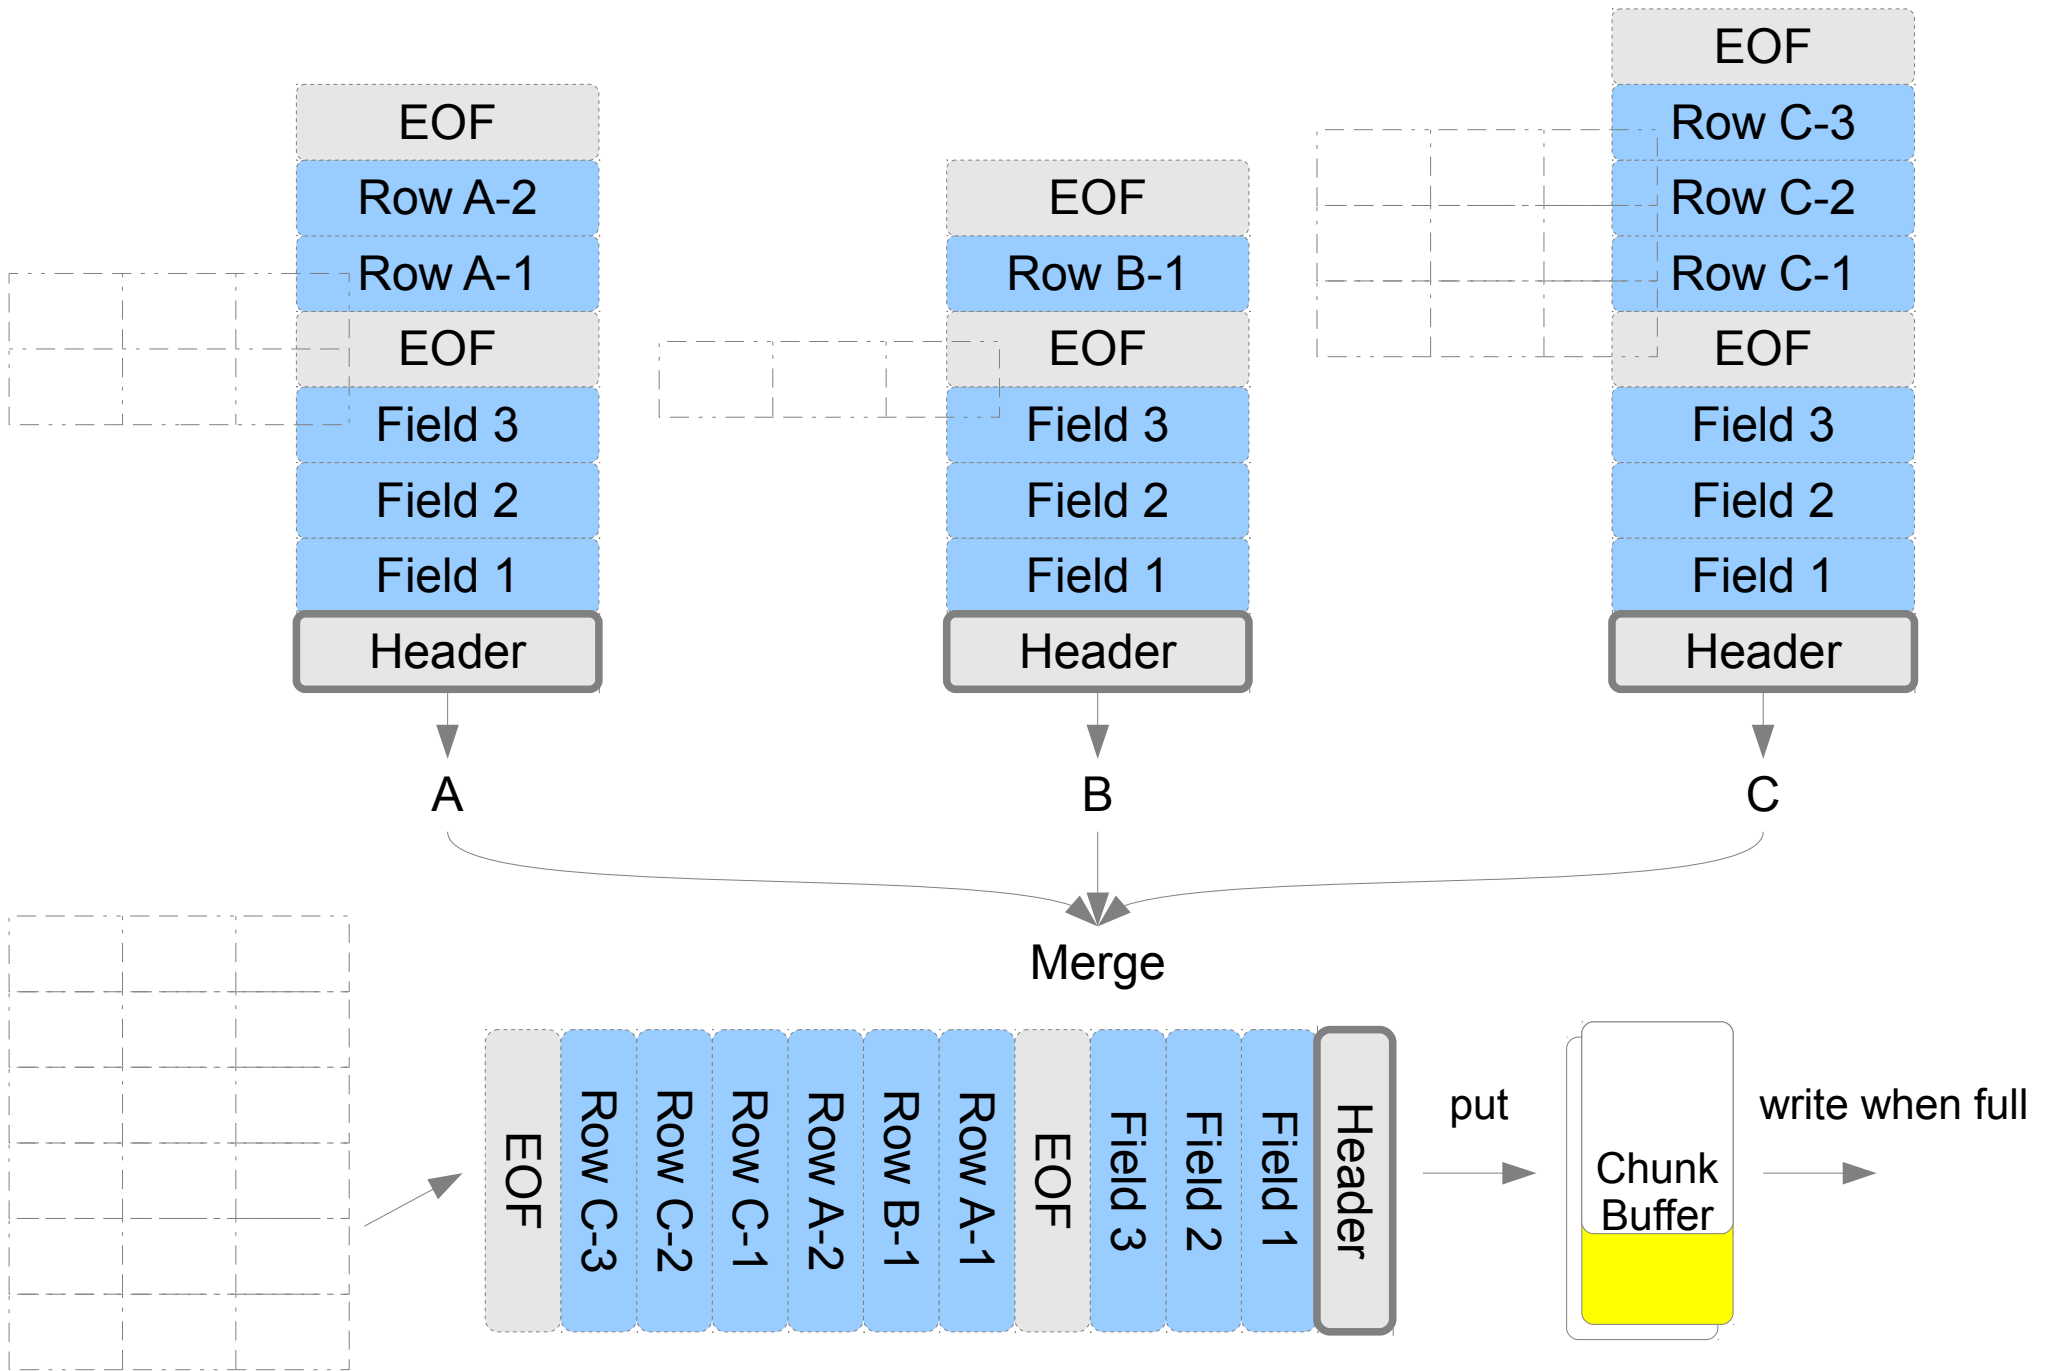 EOF
Row A-2
Row A-1
EOF
Field 3
Field 2
Field 1
Header
A
EOF
Row B-1
EOF
Field 3
Field 2
Field 1
Header
B
EOF
Row C-3
Row C-2
Row C-1
EOF
Field 3
Field 2
Field 1
Header
C
Merge
EOF
Row C-3
Row C-2
Row C-1
Row A-2
Row B-1
Row A-1
EOF
Field 3
Field 2
Field 1
Header
put
Chunk
Buffer
write when full